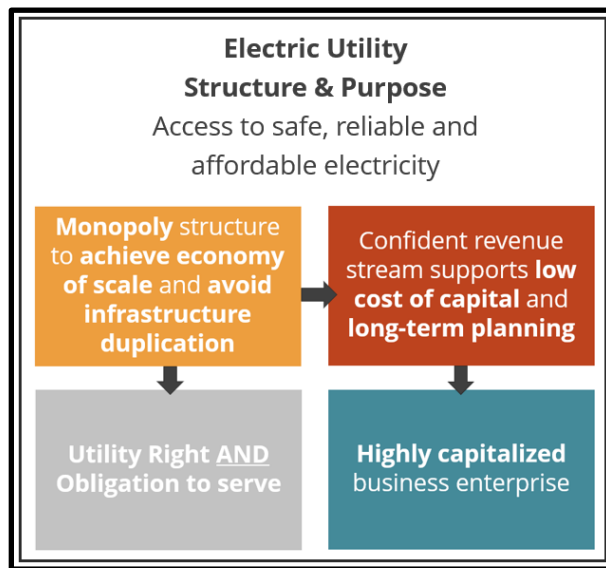 Electric Utility
Structure & Purpose
Access to safe, reliable and
affordable electricity
Monopoly structure
to achieve economy
of scale and avoid
infrastructure
duplication
Confident revenue
stream supports low
cost of capital and
long-term planning
Utility Right AND
Obligation to serve
Highly capitalized
business enterprise